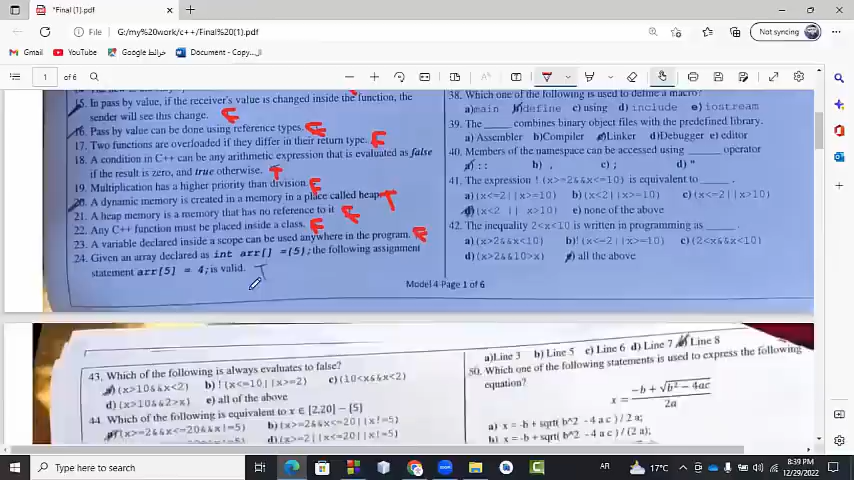 *Final (1).pdf
File
G:/my%20work/c++/Final%20(1).pdf
Not syncing
Gmail
YouTube
خرائط Google
Document - Copy...
1
of 6
15. In pass by value, if the receiver's value is changed inside the function, the
sender will see this change. F
16. Pass by value can be done using reference types. F
17. Two functions are overloaded if they differ in their return type. F
18. A condition in C++ can be any arithmetic expression that is evaluated as false
if the result is zero, and true otherwise. T
19. Multiplication has a higher priority than division. F
20. A dynamic memory is created in a memory in a place called heap. T
21. A heap memory is a memory that has no reference to it
22. Any C++ function must be placed inside a class. F
23. A variable declared inside a scope can be used anywhere in the program. F
24. Given an array declared as int arr[] ={5}; the following assignment
statement arr[5] = 4; is valid. T
38. Which one of the following is used to define a macro?
a)main b)define c) using d) include e) iostream
39. The _____ combines binary object files with the predefined library.
a) Assembler b)Compiler c)Linker d)Debugger e) editor
40. Members of the namespace can be accessed using _____ operator
a) :: b) . c) ; d) "
41. The expression !(x>=2&&x<=10) is equivalent to _____.
a)(x<=2||x>=10) b)(x<2||x>=10) c)(x<=2||x>10)
d)(x<2 ||x>10) e) none of the above
42. The inequality 2<x<10 is written in programming as _____.
a)(x>2&&x<10) b)!(x<=2||x>=10) c)(2<x&&x<10)
d)(x>2&&10>x) e) all the above
Model 4-Page 1 of 6
43. Which of the following is always evaluates to false?
a)(x>10&&x<2) b) !(x<=10||x>=2) c)(10<x&&x<2)
d)(x>10&&2>x) e) all of the above
44. Which of the following is equivalent to x ∈ [2,20] − {5}
a)(x>=2&&x<=20&&x!=5) b)(x>=2&&x<=20||x!=5)
d)(x>=2||x<=20||x!=5)
a)Line 3 b) Line 5 c) Line 6 d) Line 7 e) Line 8
50. Which one of the following statements is used to express the following
equation?
x = −b + √b² − 4ac / 2a
a) x = -b + sqrt( b^2 - 4 a c ) / 2 a;
b) x = -b + sqrt( b^2 - 4 a c ) / (2 a);
Type here to search
AR
17°C
8:39 PM
12/29/2022